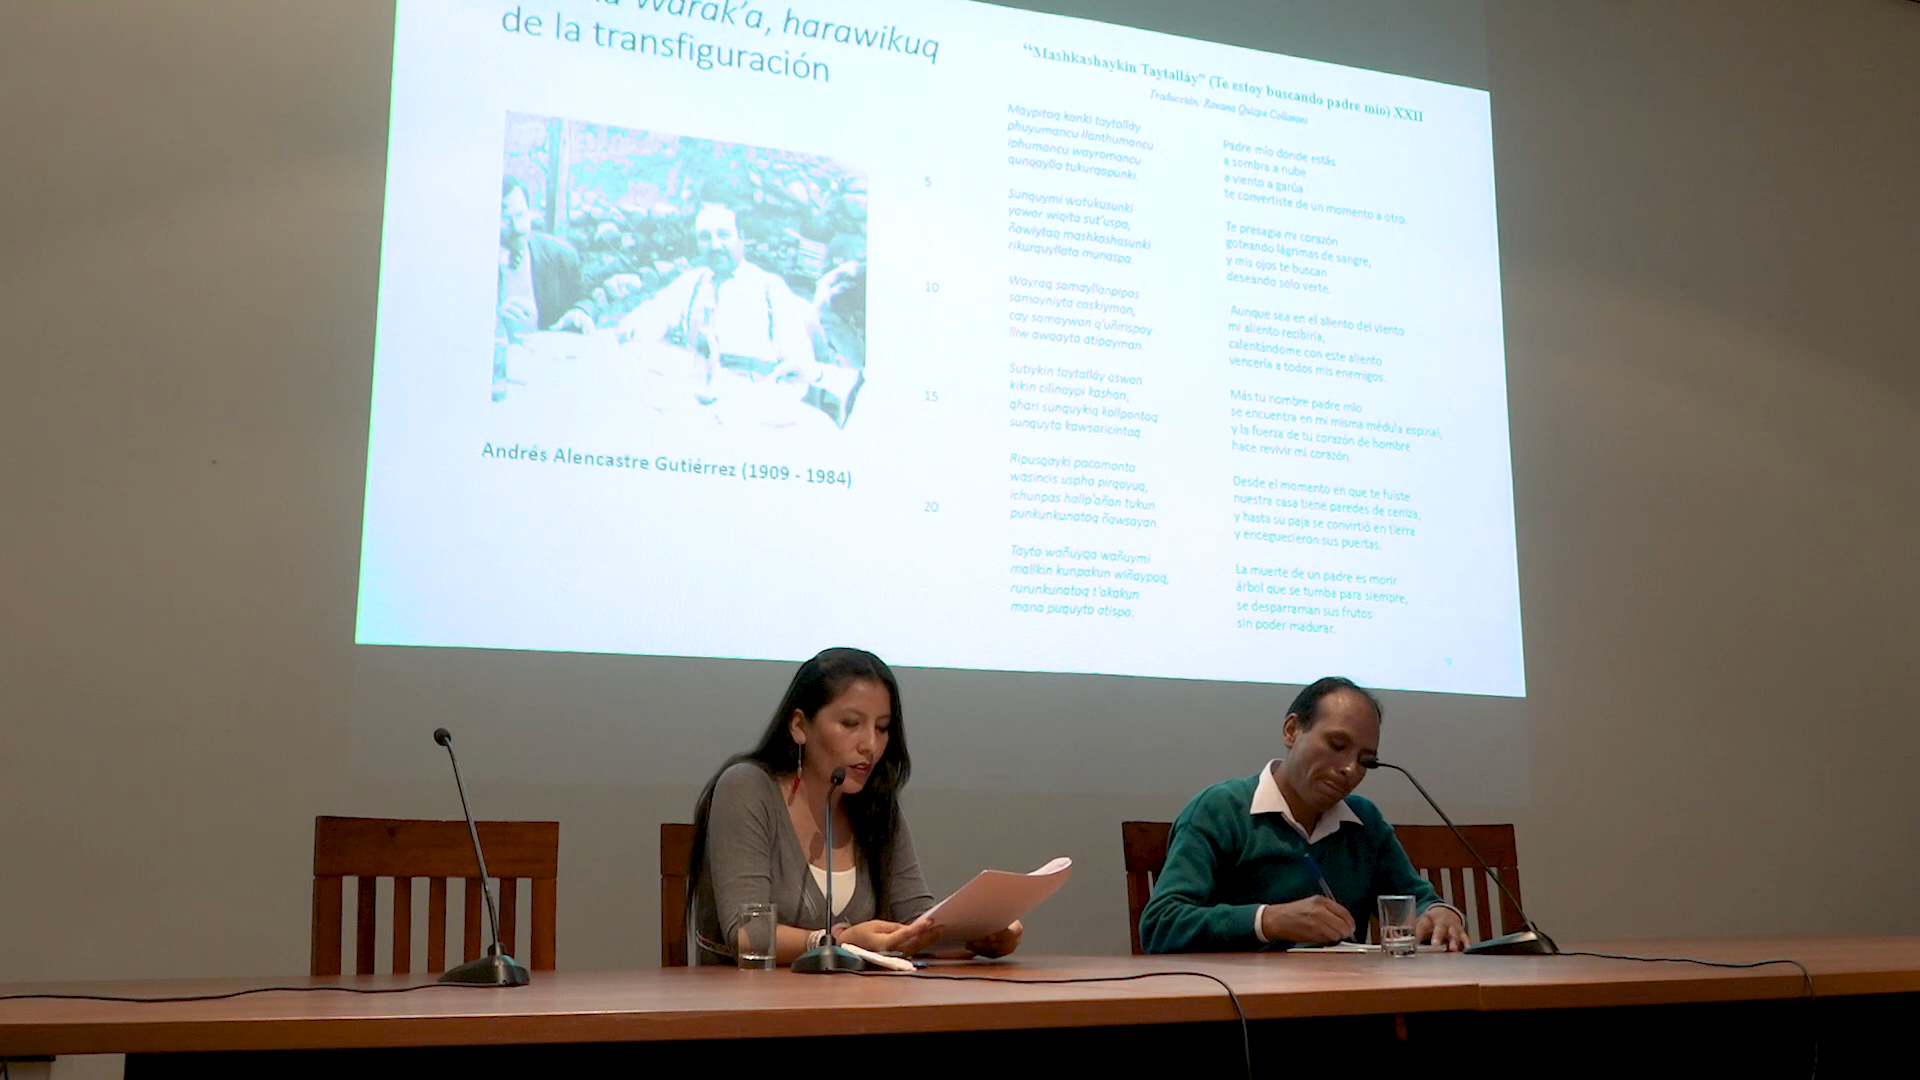 Warak'a, harawikuq
de la transfiguración
Andrés Alencastre Gutiérrez (1909 - 1984)
"Mashkashaykin Taytalláy" (Te estoy buscando padre mío) XXII
Traducción: Roxana Quispe Collantes
Maypitaq kanki taytalláy
phuyumancu llanthumancu
iphumancu wayramancu
qunqaylla tukurqapunki.
5
Sunquymi watukusunki
yawar wiqita sut'uspa,
ñawiytaq mashkashasunki
rikurquyllata munaspa.
10
Wayraq samayllanpipas
samayniyta caskiyman,
cay samaywan q'uñirispay
lliw awqayta atipayman.
15
Sutiykin taytalláy aswan
kikin cilinaypi kashan,
qhari sunquykiq kallpantaq
sunquyta kawsaricintaq.
20
Ripusqayki pacamanta
wasincis uspha pirqayuq,
ichunpas hallp'añan tukun
punkunkunataq ñawsayan.
Tayta wañuyqa wañuymi
mallkin kunpakun wiñaypaq,
rurunkunataq t'akakun
mana puquyta atispa.
Padre mío donde estás
a sombra a nube
a viento a garúa
te convertiste de un momento a otro.
Te presagia mi corazón
goteando lágrimas de sangre,
y mis ojos te buscan
deseando solo verte.
Aunque sea en el aliento del viento
mi aliento recibiría,
calentándome con este aliento
vencería a todos mis enemigos.
Más tu nombre padre mío
se encuentra en mi misma médula espinal,
y la fuerza de tu corazón de hombre
hace revivir mi corazón.
Desde el momento en que te fuiste
nuestra casa tiene paredes de ceniza,
y hasta su paja se convirtió en tierra
y enceguecieron sus puertas.
La muerte de un padre es morir
árbol que se tumba para siempre,
se desparraman sus frutos
sin poder madurar.
9